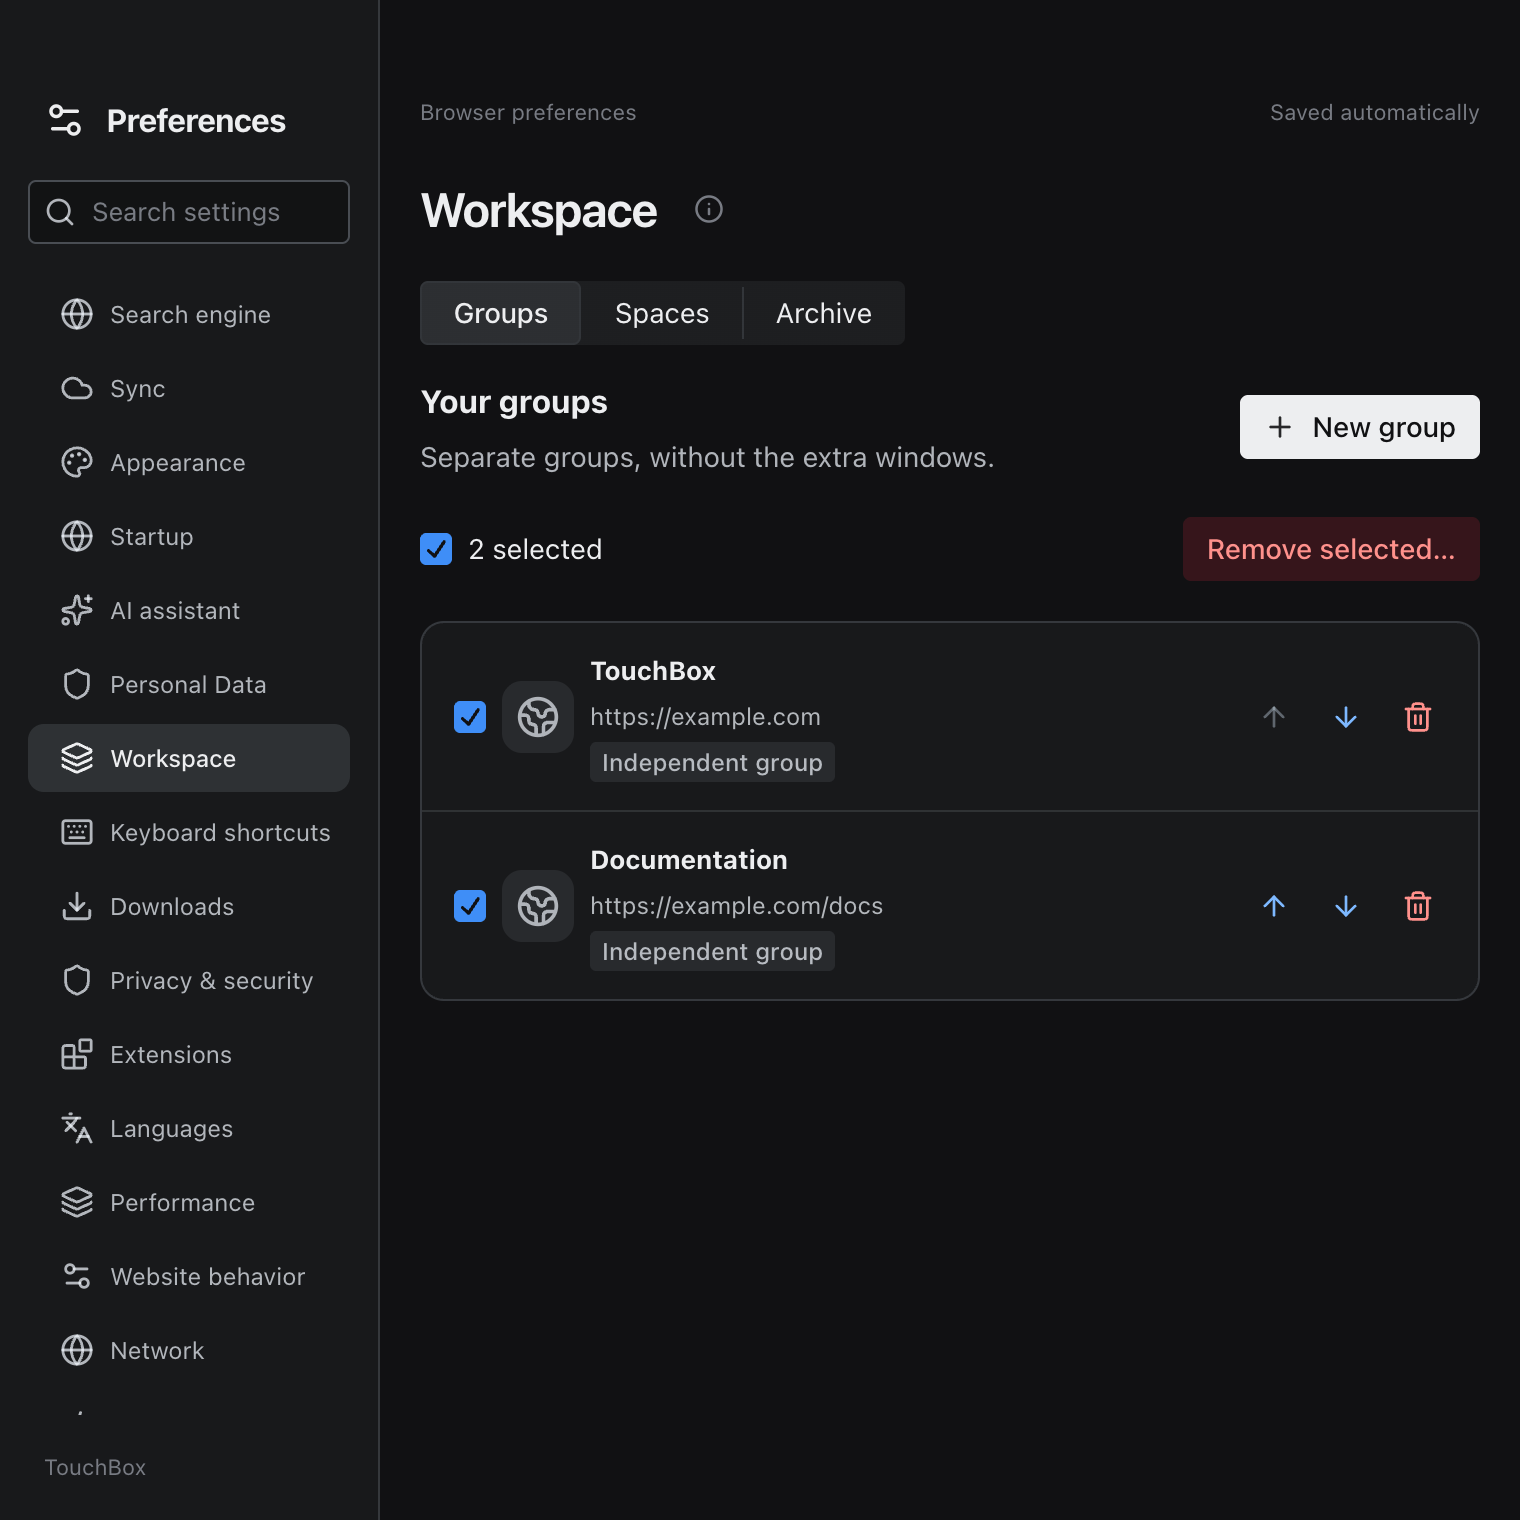 Preferences
Search settings
Search engine
Sync
Appearance
Startup
AI assistant
Personal Data
Workspace
Keyboard shortcuts
Downloads
Privacy & security
Extensions
Languages
Performance
Website behavior
Network
TouchBox
Browser preferences
Saved automatically
Workspace
Groups
Spaces
Archive
Your groups
Separate groups, without the extra windows.
New group
2 selected
Remove selected...
TouchBox
https://example.com
Independent group
Documentation
https://example.com/docs
Independent group